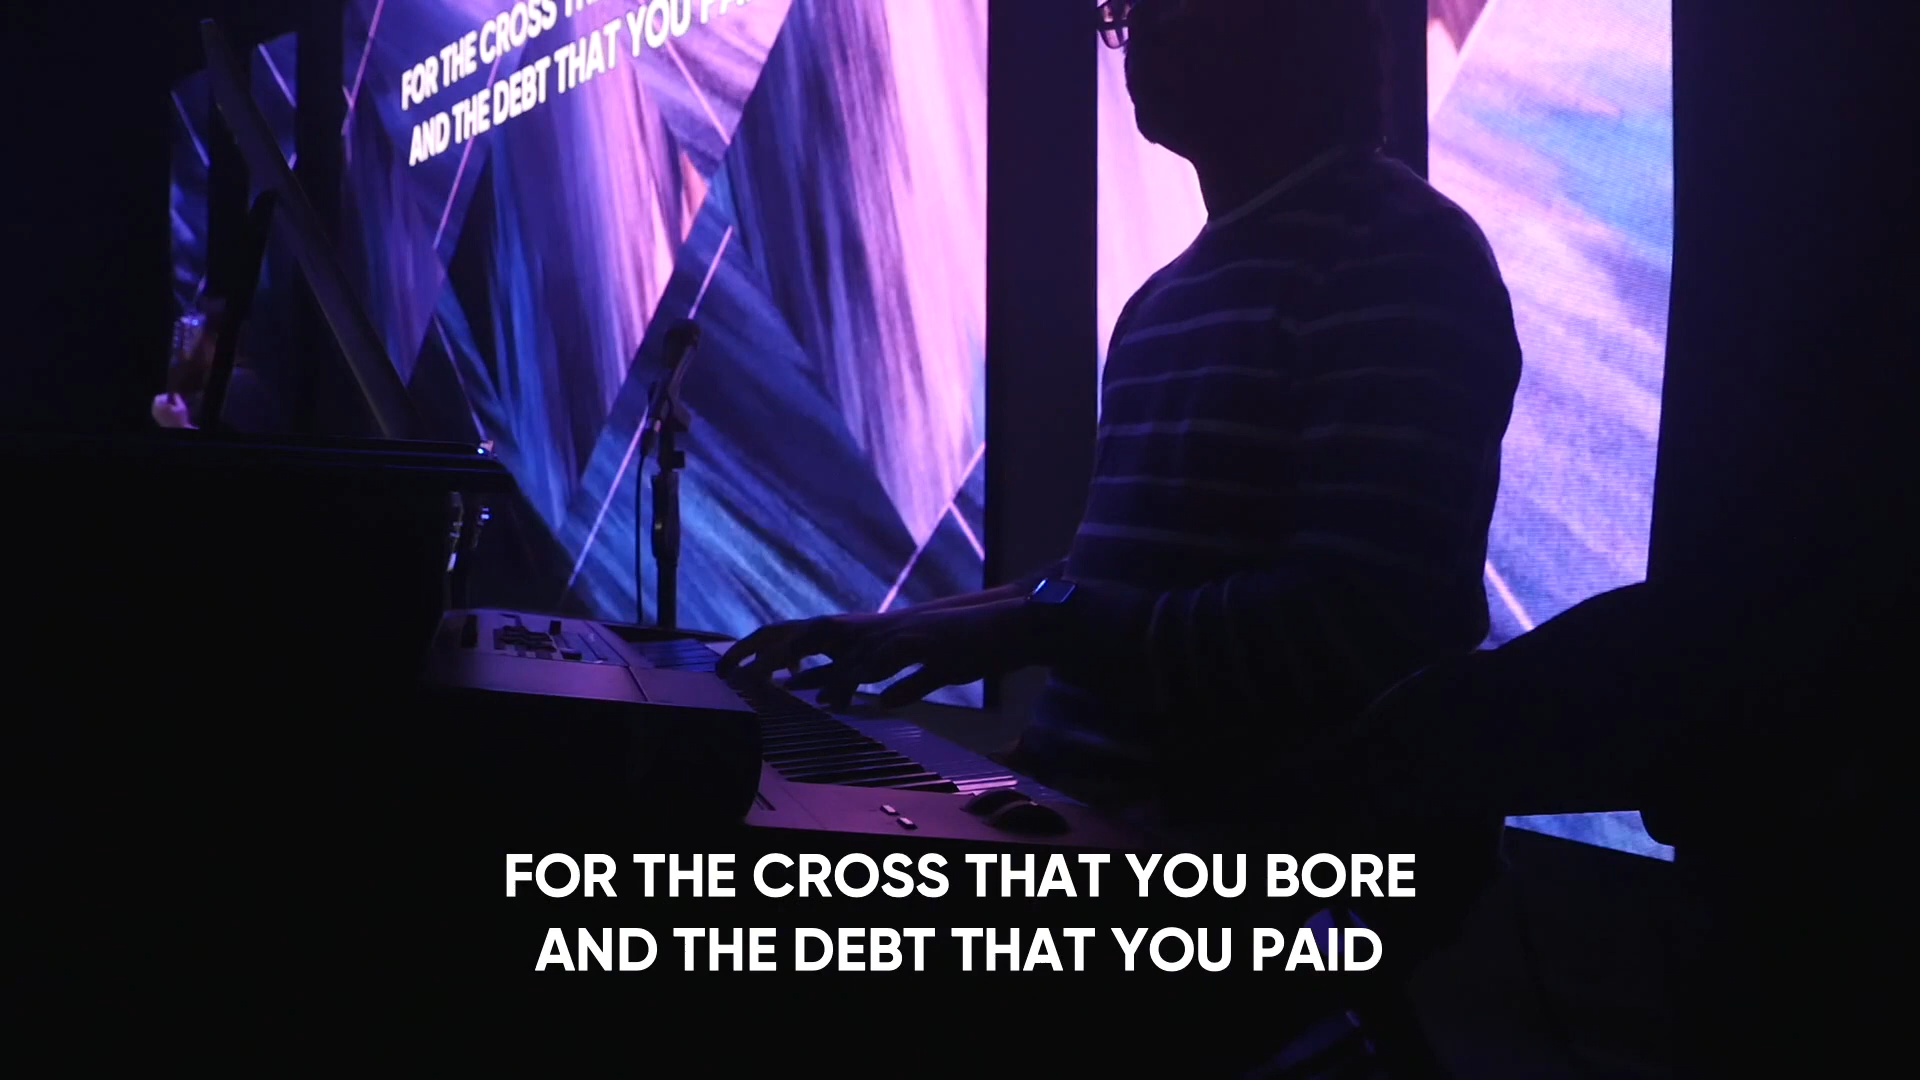 FOR THE CROSS
AND THE DEBT THAT YOU
FOR THE CROSS THAT YOU BORE
AND THE DEBT THAT YOU PAID